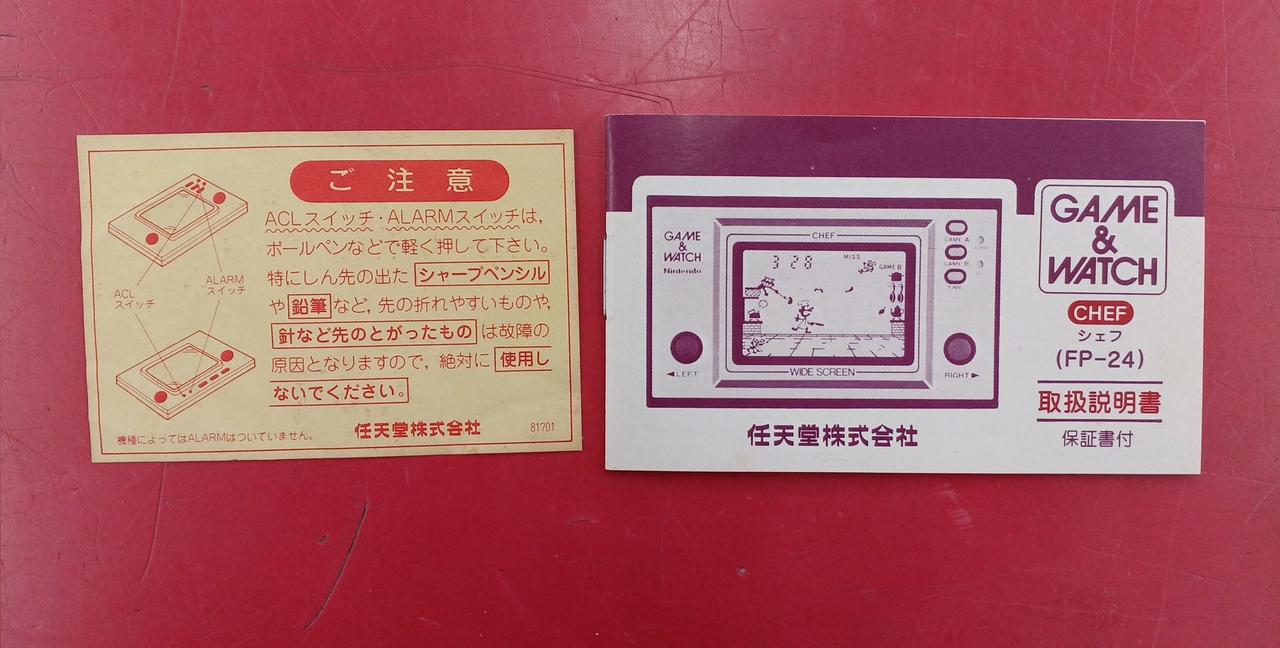 ご注意
ACLスイッチ・ALARMスイッチは,
ボールペンなどで軽く押して下さい。
特にしん先の出た シャープペンシル
や 鉛筆 など, 先の折れやすいものや,
針など先のとがったもの は故障の
原因となりますので, 絶対に 使用し
ないでください。
ACL
スイッチ
ALARM
スイッチ
機種によってはALARMはついていません。
任天堂株式会社
81701
GAME
&
WATCH
Nintendo
CHEF
3 28
MISS
GAME B
GAME A
GAME B
TIME
◀LEFT
WIDE SCREEN
RIGHT▶
任天堂株式会社
GAME
&
WATCH
CHEF
シェフ
(FP-24)
取扱説明書
保証書付